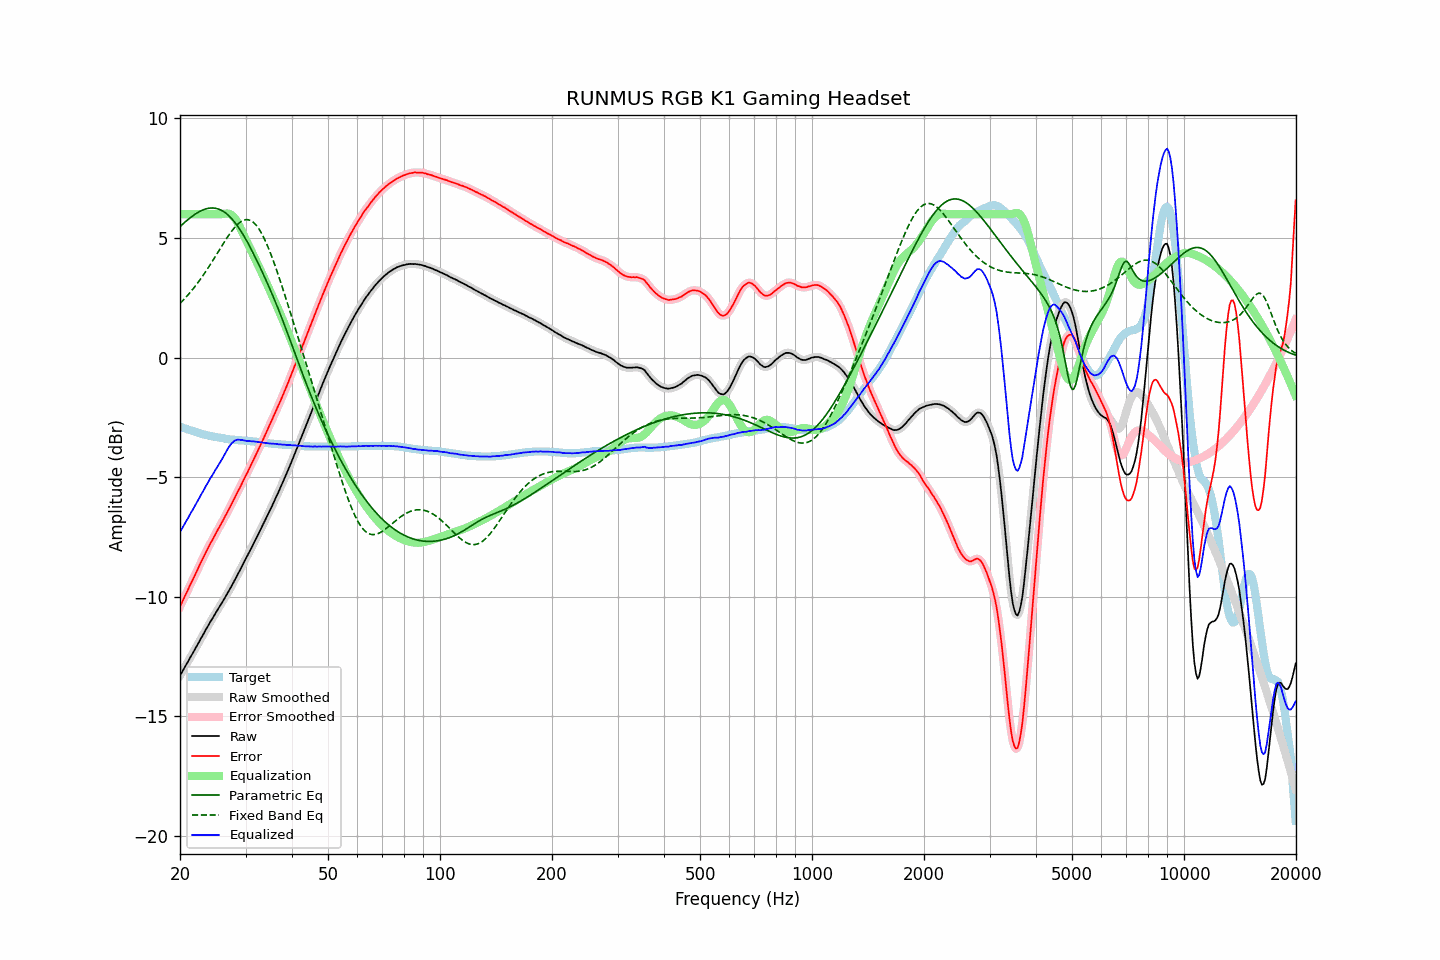 RUNMUS RGB K1 Gaming Headset
Amplitude (dBr)
10
5
0
−5
−10
−15
−20
Target
Raw Smoothed
Error Smoothed
Raw
Error
Equalization
Parametric Eq
Fixed Band Eq
Equalized
20 50 100 200 500 1000 2000 5000 10000 20000
Frequency (Hz)